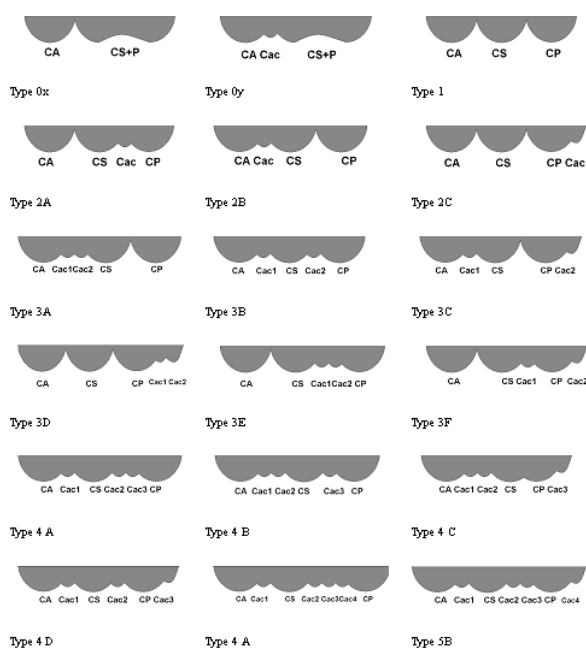 CA CS+P CA Cac CS+P CA CS CP
Type 0x Type 0y Type 1
CA CS Cac CP CA Cac CS CP CA CS CP Cac
Type 2A Type 2B Type 2C
CA Cac1 Cac2 CS CP CA Cac1 CS Cac2 CP CA Cac1 CS CP Cac2
Type 3A Type 3B Type 3C
CA CS CP Cac1 Cac2 CA CS Cac1 Cac2 CP CA CS Cac1 CP Cac2
Type 3D Type 3E Type 3F
CA Cac1 CS Cac2 Cac3 CP CA Cac1 Cac2 CS Cac3 CP CA Cac1 Cac2 CS CP Cac3
Type 4 A Type 4 B Type 4 C
CA Cac1 CS Cac2 CP Cac3 CA Cac1 CS Cac2 Cac3 Cac4 CP CA Cac1 CS Cac2 Cac3 CP Cac4
Type 4 D Type 4 A Type 5B